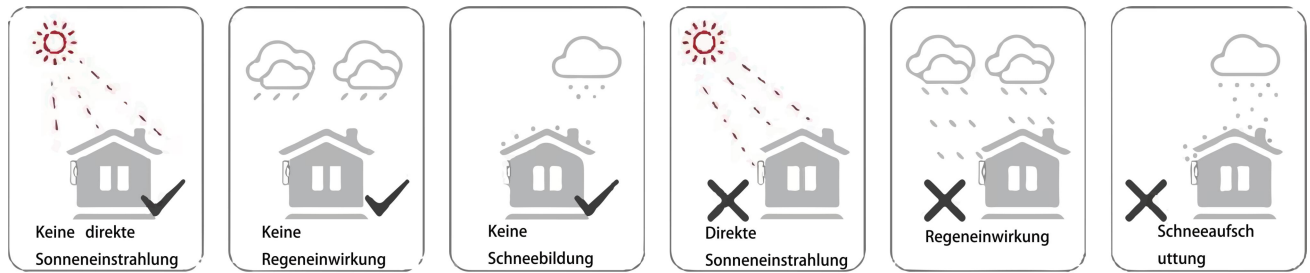 Keine direkte
Sonneneinstrahlung
Keine
Regeneinwirkung
Keine
Schneebildung
Direkte
Sonneneinstrahlung
Regeneinwirkung
Schneeaufsch
uttung